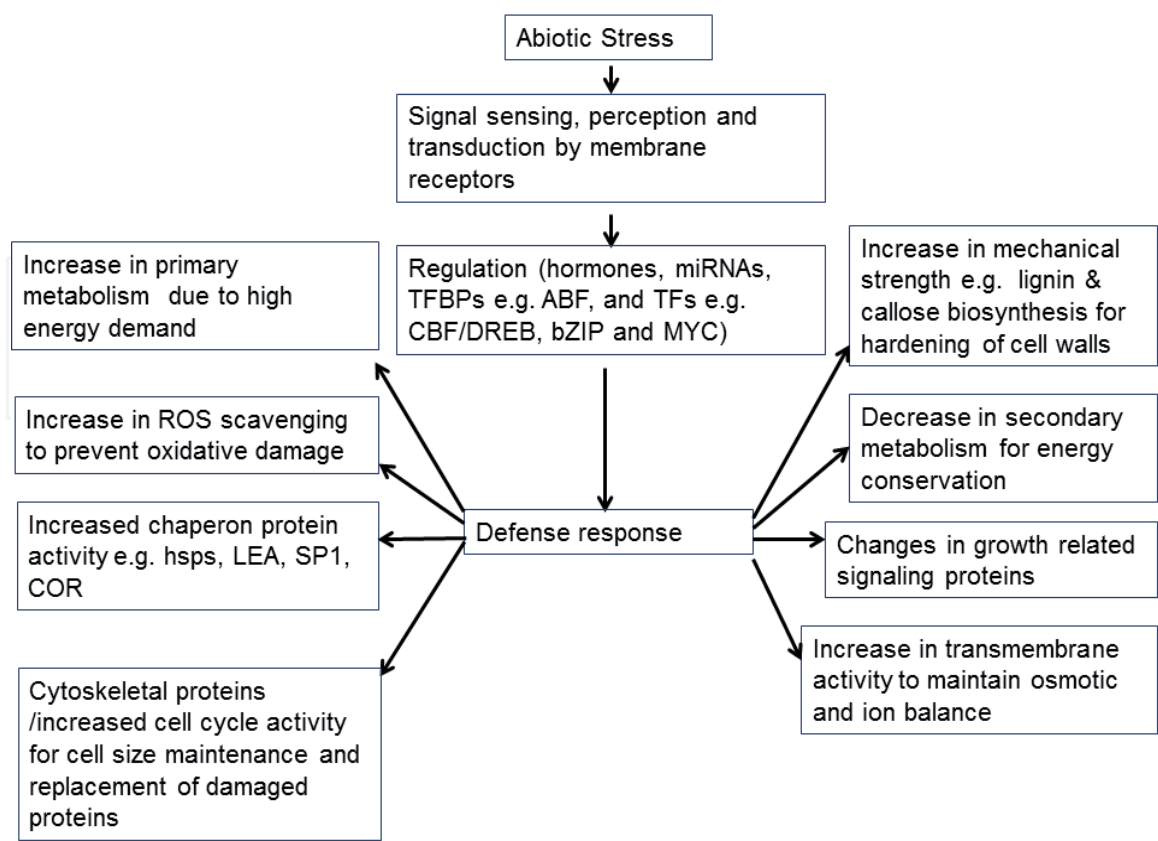 Abiotic Stress
Signal sensing, perception and
transduction by membrane
receptors
Regulation (hormones, miRNAs,
TFBPs e.g. ABF, and TFs e.g.
CBF/DREB, bZIP and MYC)
Defense response
Increase in primary
metabolism due to high
energy demand
Increase in ROS scavenging
to prevent oxidative damage
Increased chaperon protein
activity e.g. hsps, LEA, SP1,
COR
Cytoskeletal proteins
/increased cell cycle activity
for cell size maintenance and
replacement of damaged
proteins
Increase in mechanical
strength e.g. lignin &
callose biosynthesis for
hardening of cell walls
Decrease in secondary
metabolism for energy
conservation
Changes in growth related
signaling proteins
Increase in transmembrane
activity to maintain osmotic
and ion balance